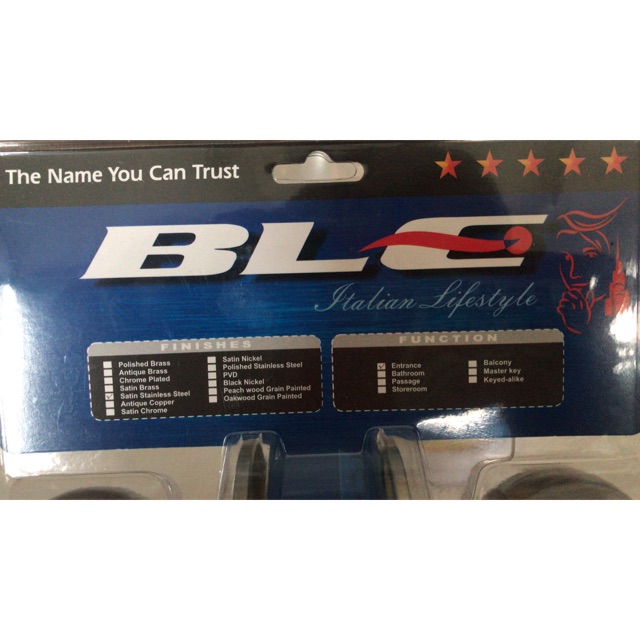 The Name You Can Trust
BLC
Italian Lifestyle
FINISHES
Polished Brass
Antique Brass
Chrome Plated
Satin Brass
Satin Stainless Steel
Antique Copper
Satin Chrome
Satin Nickel
Polished Stainless Steel
PVD
Black Nickel
Peach wood Grain Painted
Oakwood Grain Painted
FUNCTION
Entrance
Bathroom
Passage
Storeroom
Balcony
Master key
Keyed-alike